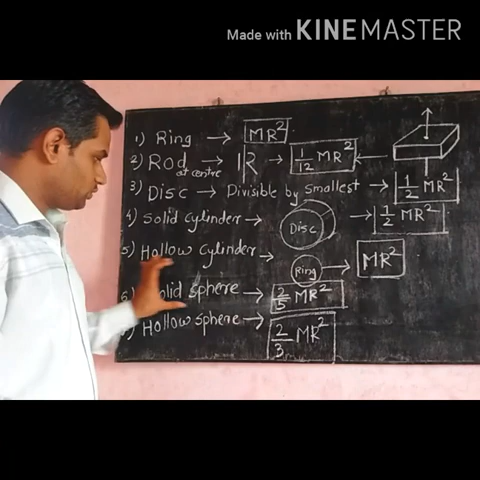 Made with KINEMASTER
1) Ring → MR²
2) Rod at centre → 1R → 1/12 MR² ←
3) Disc → Divisible by smallest → 1/2 MR²
4) Solid cylinder → Disc → 1/2 MR²
5) Hollow cylinder → Ring → MR²
6) Solid sphere → 2/5 MR²
) Hollow sphere → 2/3 MR²